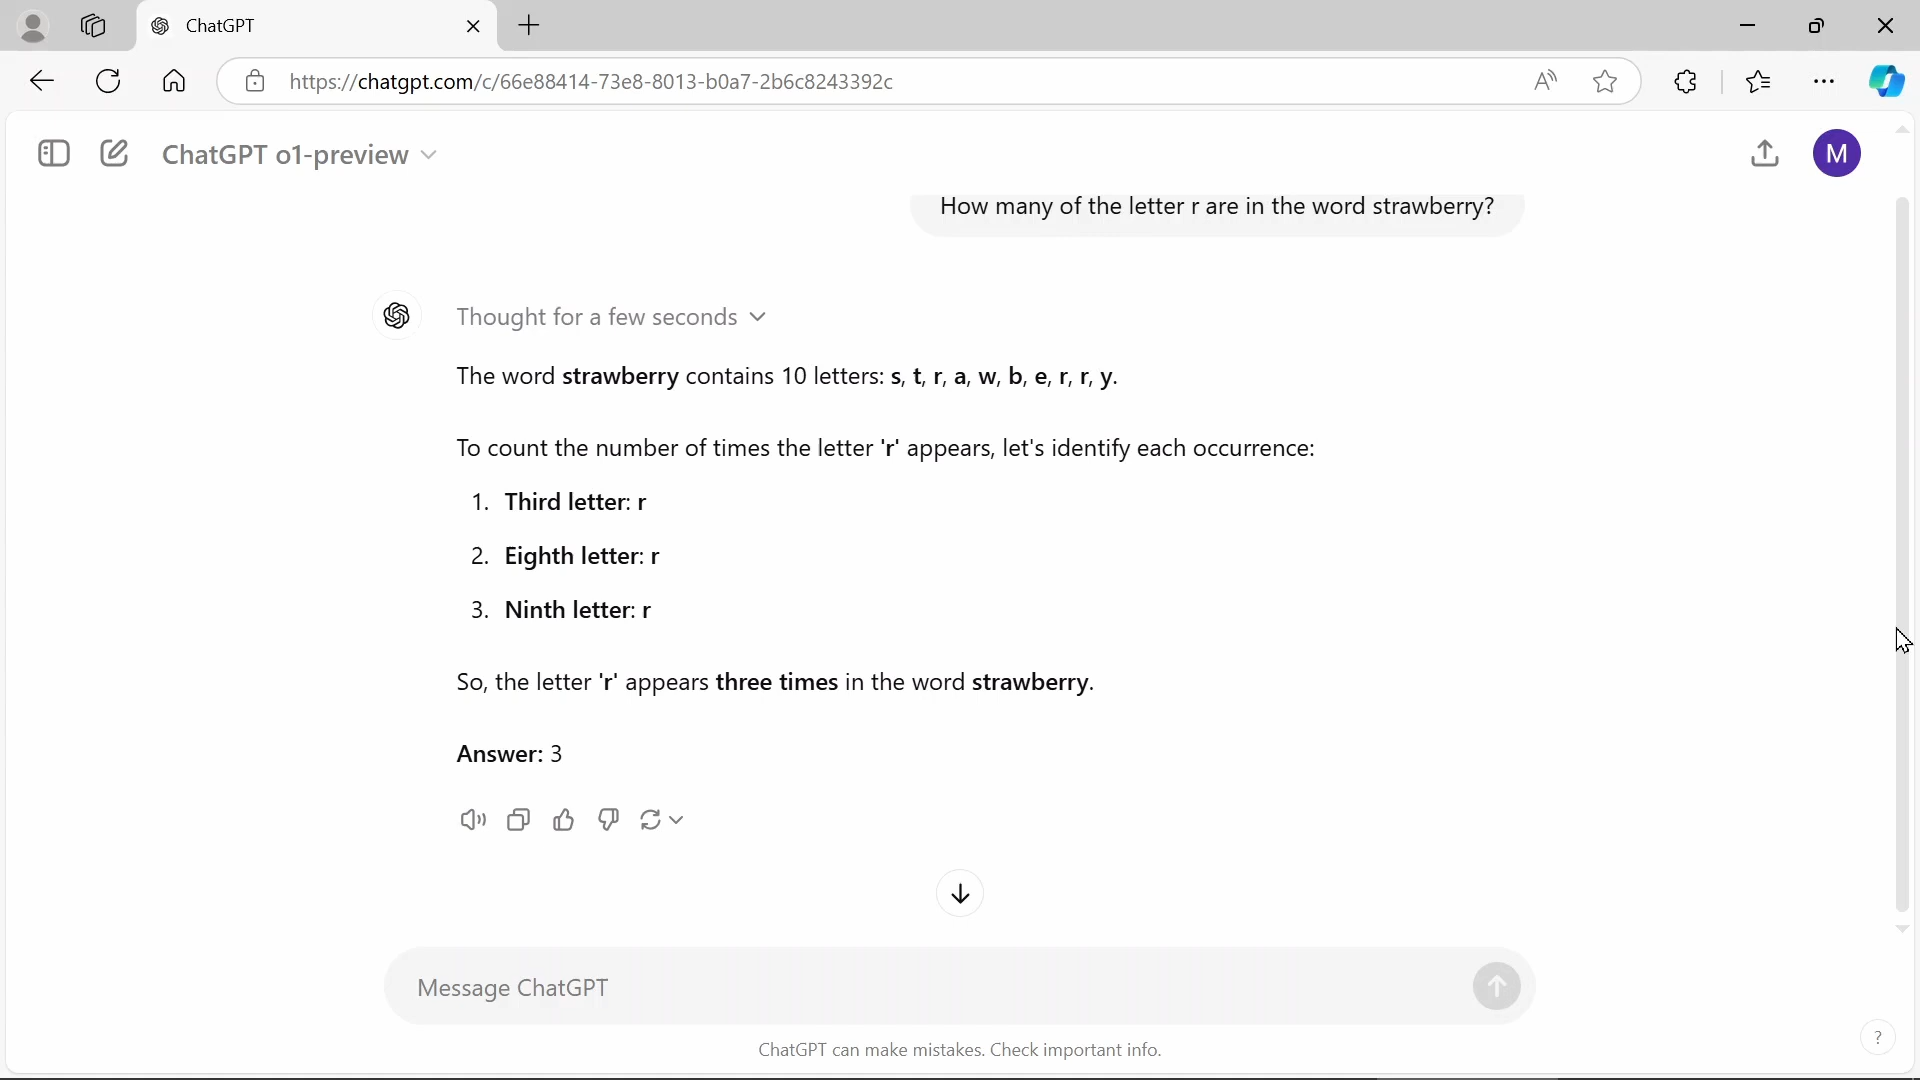 ChatGPT
https://chatgpt.com/c/66e88414-73e8-8013-b0a7-2b6c8243392c
A
ChatGPT o1-preview
M
How many of the letter r are in the word strawberry?
Thought for a few seconds
The word strawberry contains 10 letters: s, t, r, a, w, b, e, r, r, y.
To count the number of times the letter 'r' appears, let's identify each occurrence:
1. Third letter: r
2. Eighth letter: r
3. Ninth letter: r
So, the letter 'r' appears three times in the word strawberry.
Answer: 3
Message ChatGPT
ChatGPT can make mistakes. Check important info.
?